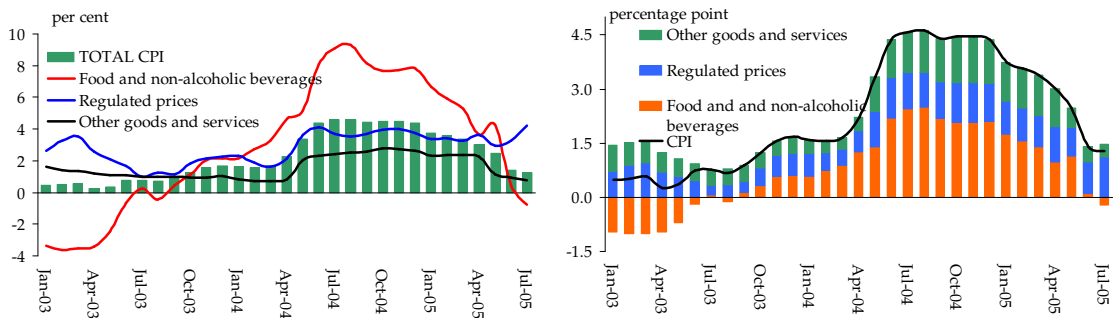 per cent
10
8
6
4
2
0
-2
-4
TOTAL CPI
Food and non-alcoholic beverages
Regulated prices
Other goods and services
Jan-03
Apr-03
Jul-03
Oct-03
Jan-04
Apr-04
Jul-04
Oct-04
Jan-05
Apr-05
Jul-05
percentage point
4.5
3.0
1.5
0.0
-1.5
Other goods and services
Regulated prices
Food and and non-alcoholic
beverages
CPI
Jan-03
Apr-03
Jul-03
Oct-03
Jan-04
Apr-04
Jul-04
Oct-04
Jan-05
Apr-05
Jul-05